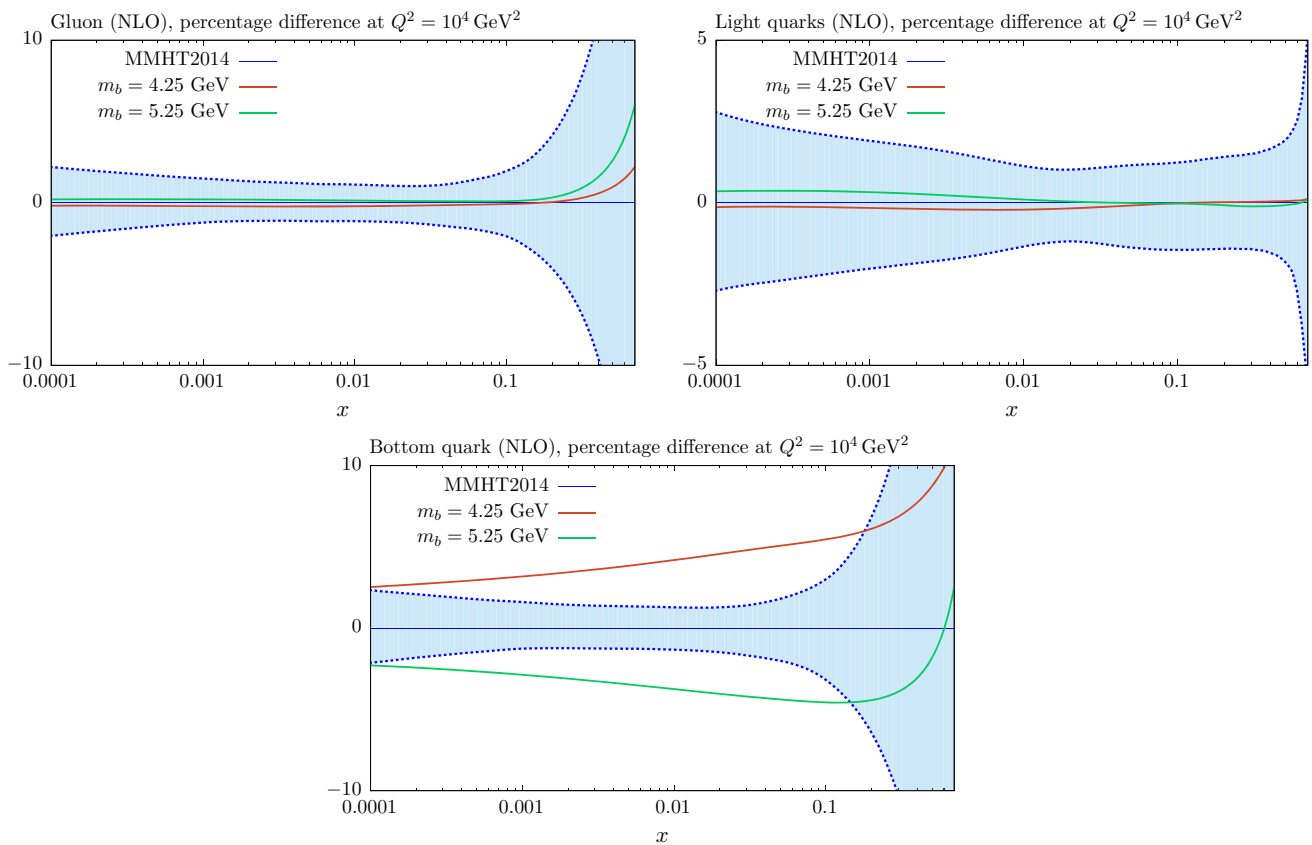 Gluon (NLO), percentage difference at $Q^2 = 10^4\,\mathrm{GeV}^2$
10
MMHT2014
$m_b = 4.25$ GeV
$m_b = 5.25$ GeV
0
−10
0.0001 0.001 0.01 0.1
$x$
Light quarks (NLO), percentage difference at $Q^2 = 10^4\,\mathrm{GeV}^2$
5
MMHT2014
$m_b = 4.25$ GeV
$m_b = 5.25$ GeV
0
−5
0.0001 0.001 0.01 0.1
$x$
Bottom quark (NLO), percentage difference at $Q^2 = 10^4\,\mathrm{GeV}^2$
10
MMHT2014
$m_b = 4.25$ GeV
$m_b = 5.25$ GeV
0
−10
0.0001 0.001 0.01 0.1
$x$